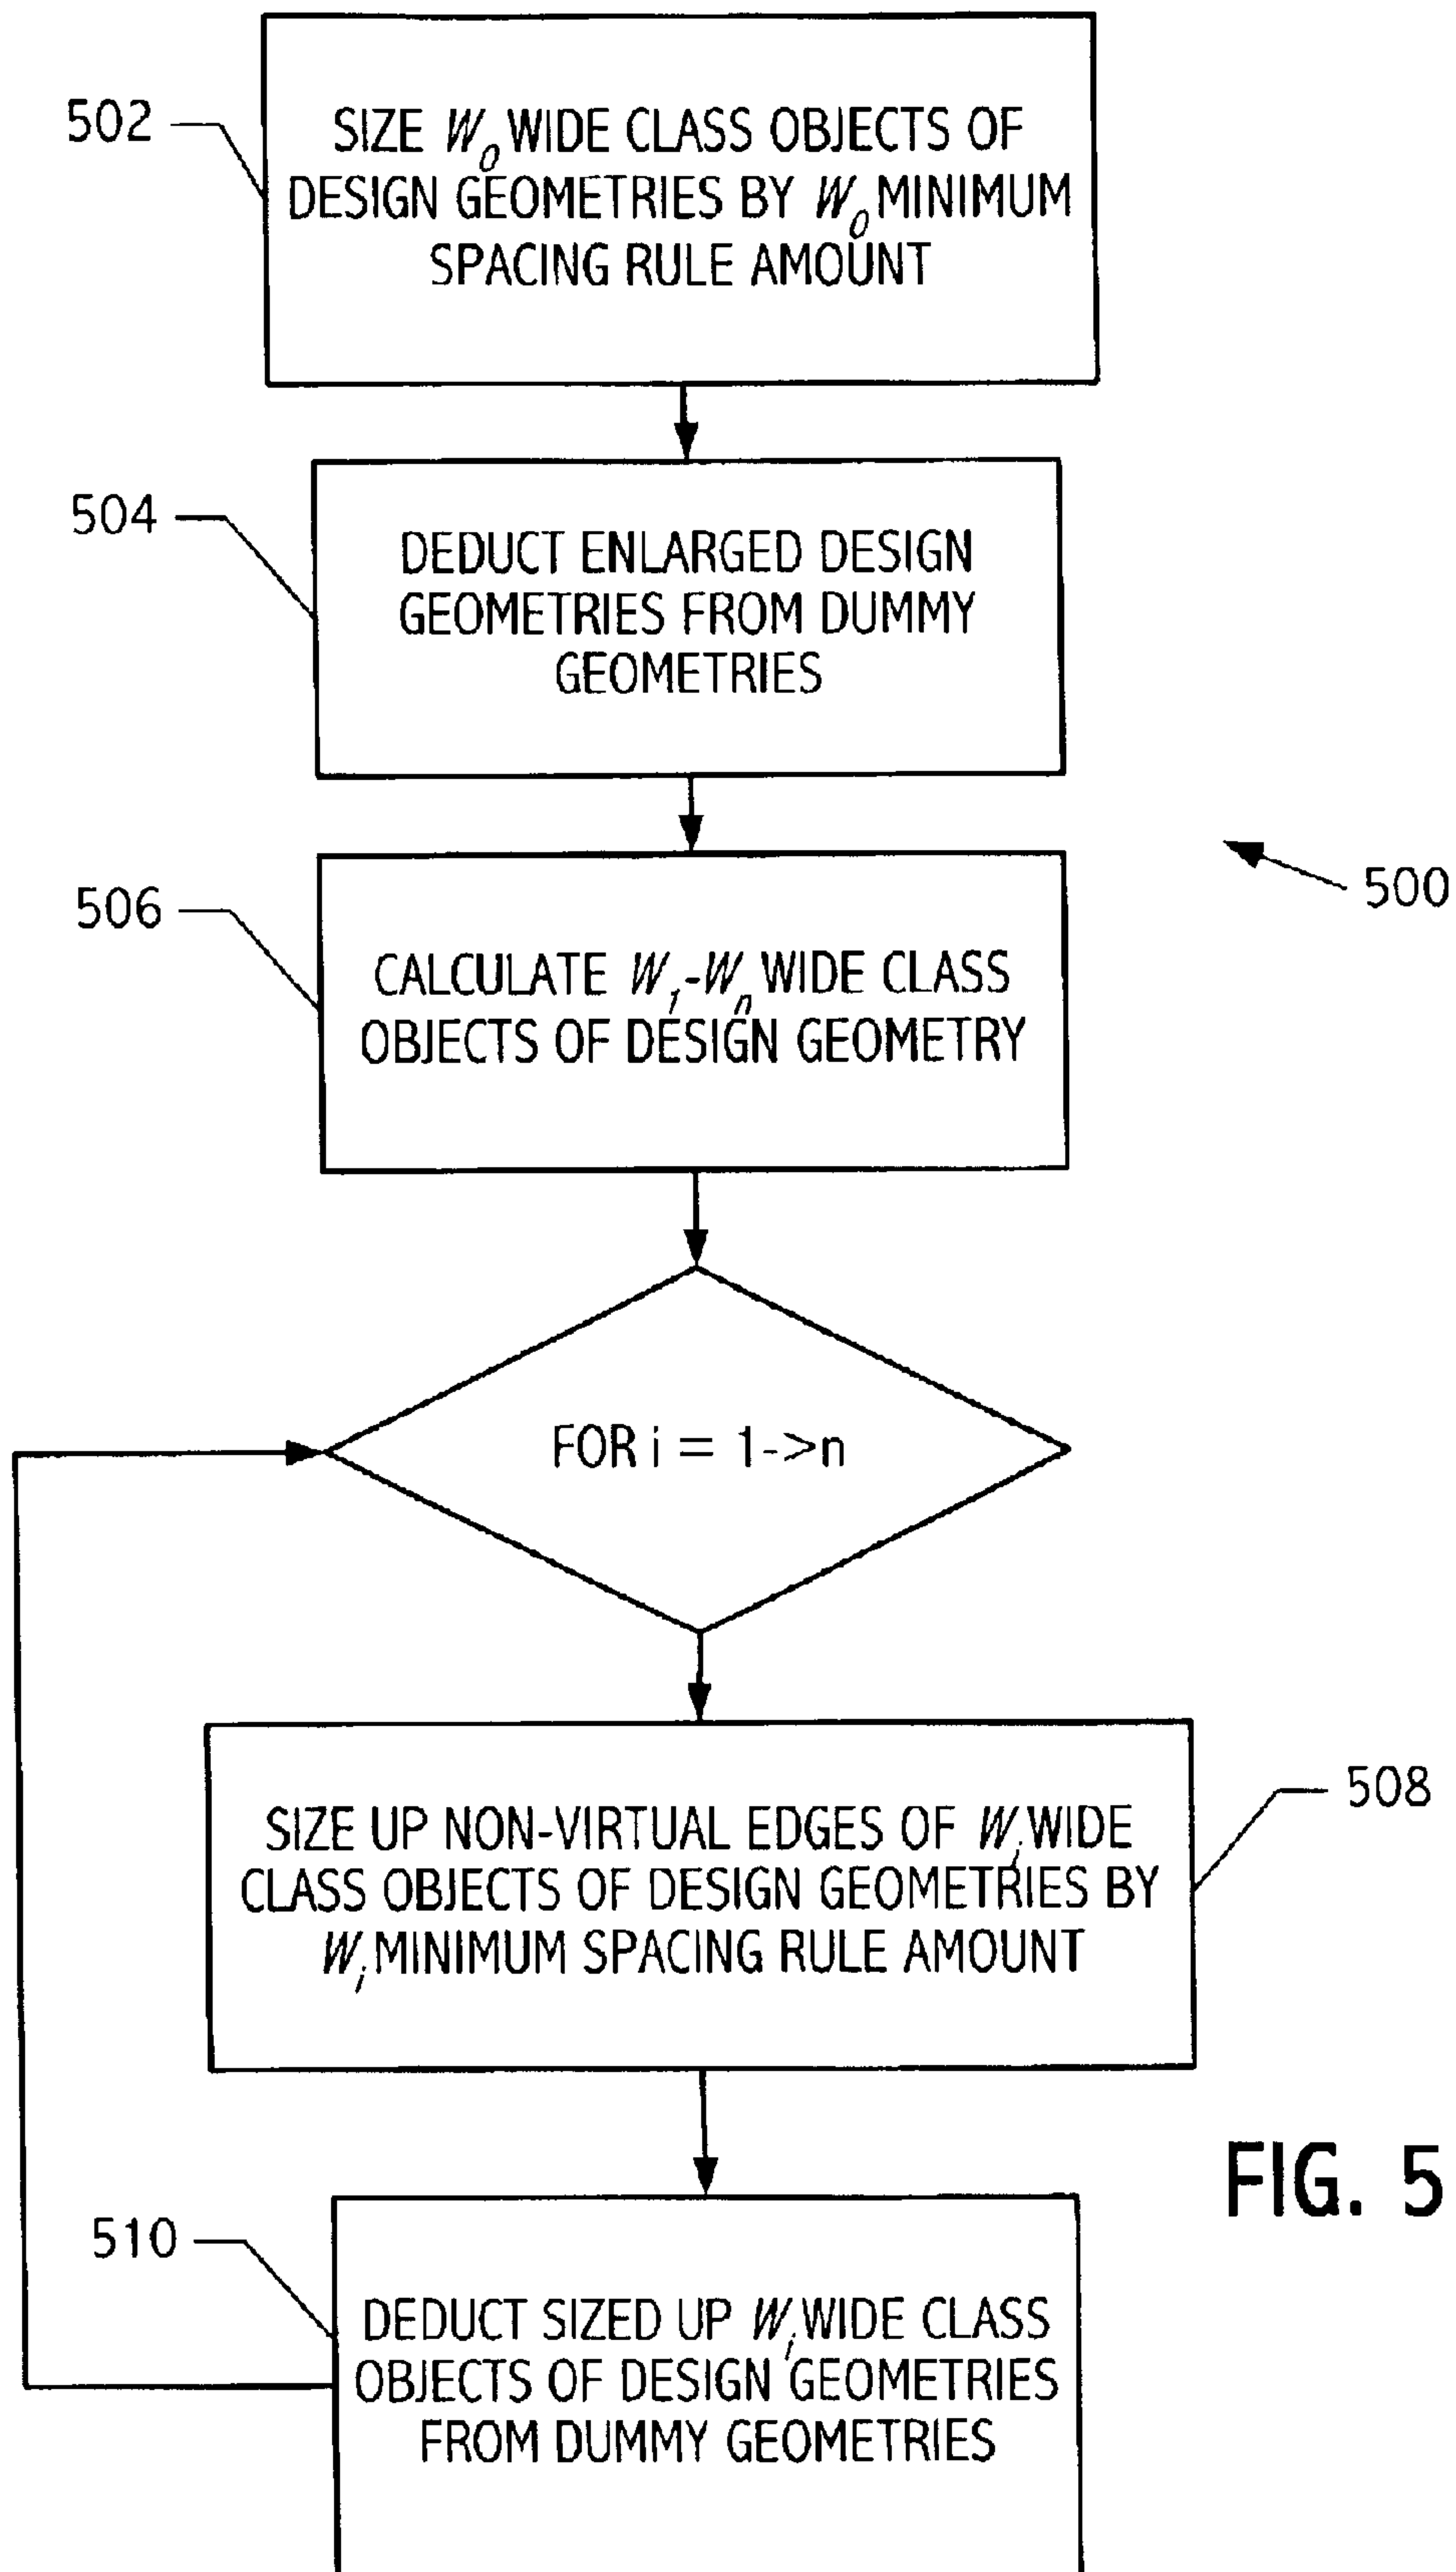 502
SIZE W0 WIDE CLASS OBJECTS OF
DESIGN GEOMETRIES BY W0 MINIMUM
SPACING RULE AMOUNT
504
DEDUCT ENLARGED DESIGN
GEOMETRIES FROM DUMMY
GEOMETRIES
500
506
CALCULATE W1-Wn WIDE CLASS
OBJECTS OF DESIGN GEOMETRY
FOR i = 1->n
508
SIZE UP NON-VIRTUAL EDGES OF Wi WIDE
CLASS OBJECTS OF DESIGN GEOMETRIES BY
Wi MINIMUM SPACING RULE AMOUNT
FIG. 5
510
DEDUCT SIZED UP Wi WIDE CLASS
OBJECTS OF DESIGN GEOMETRIES
FROM DUMMY GEOMETRIES